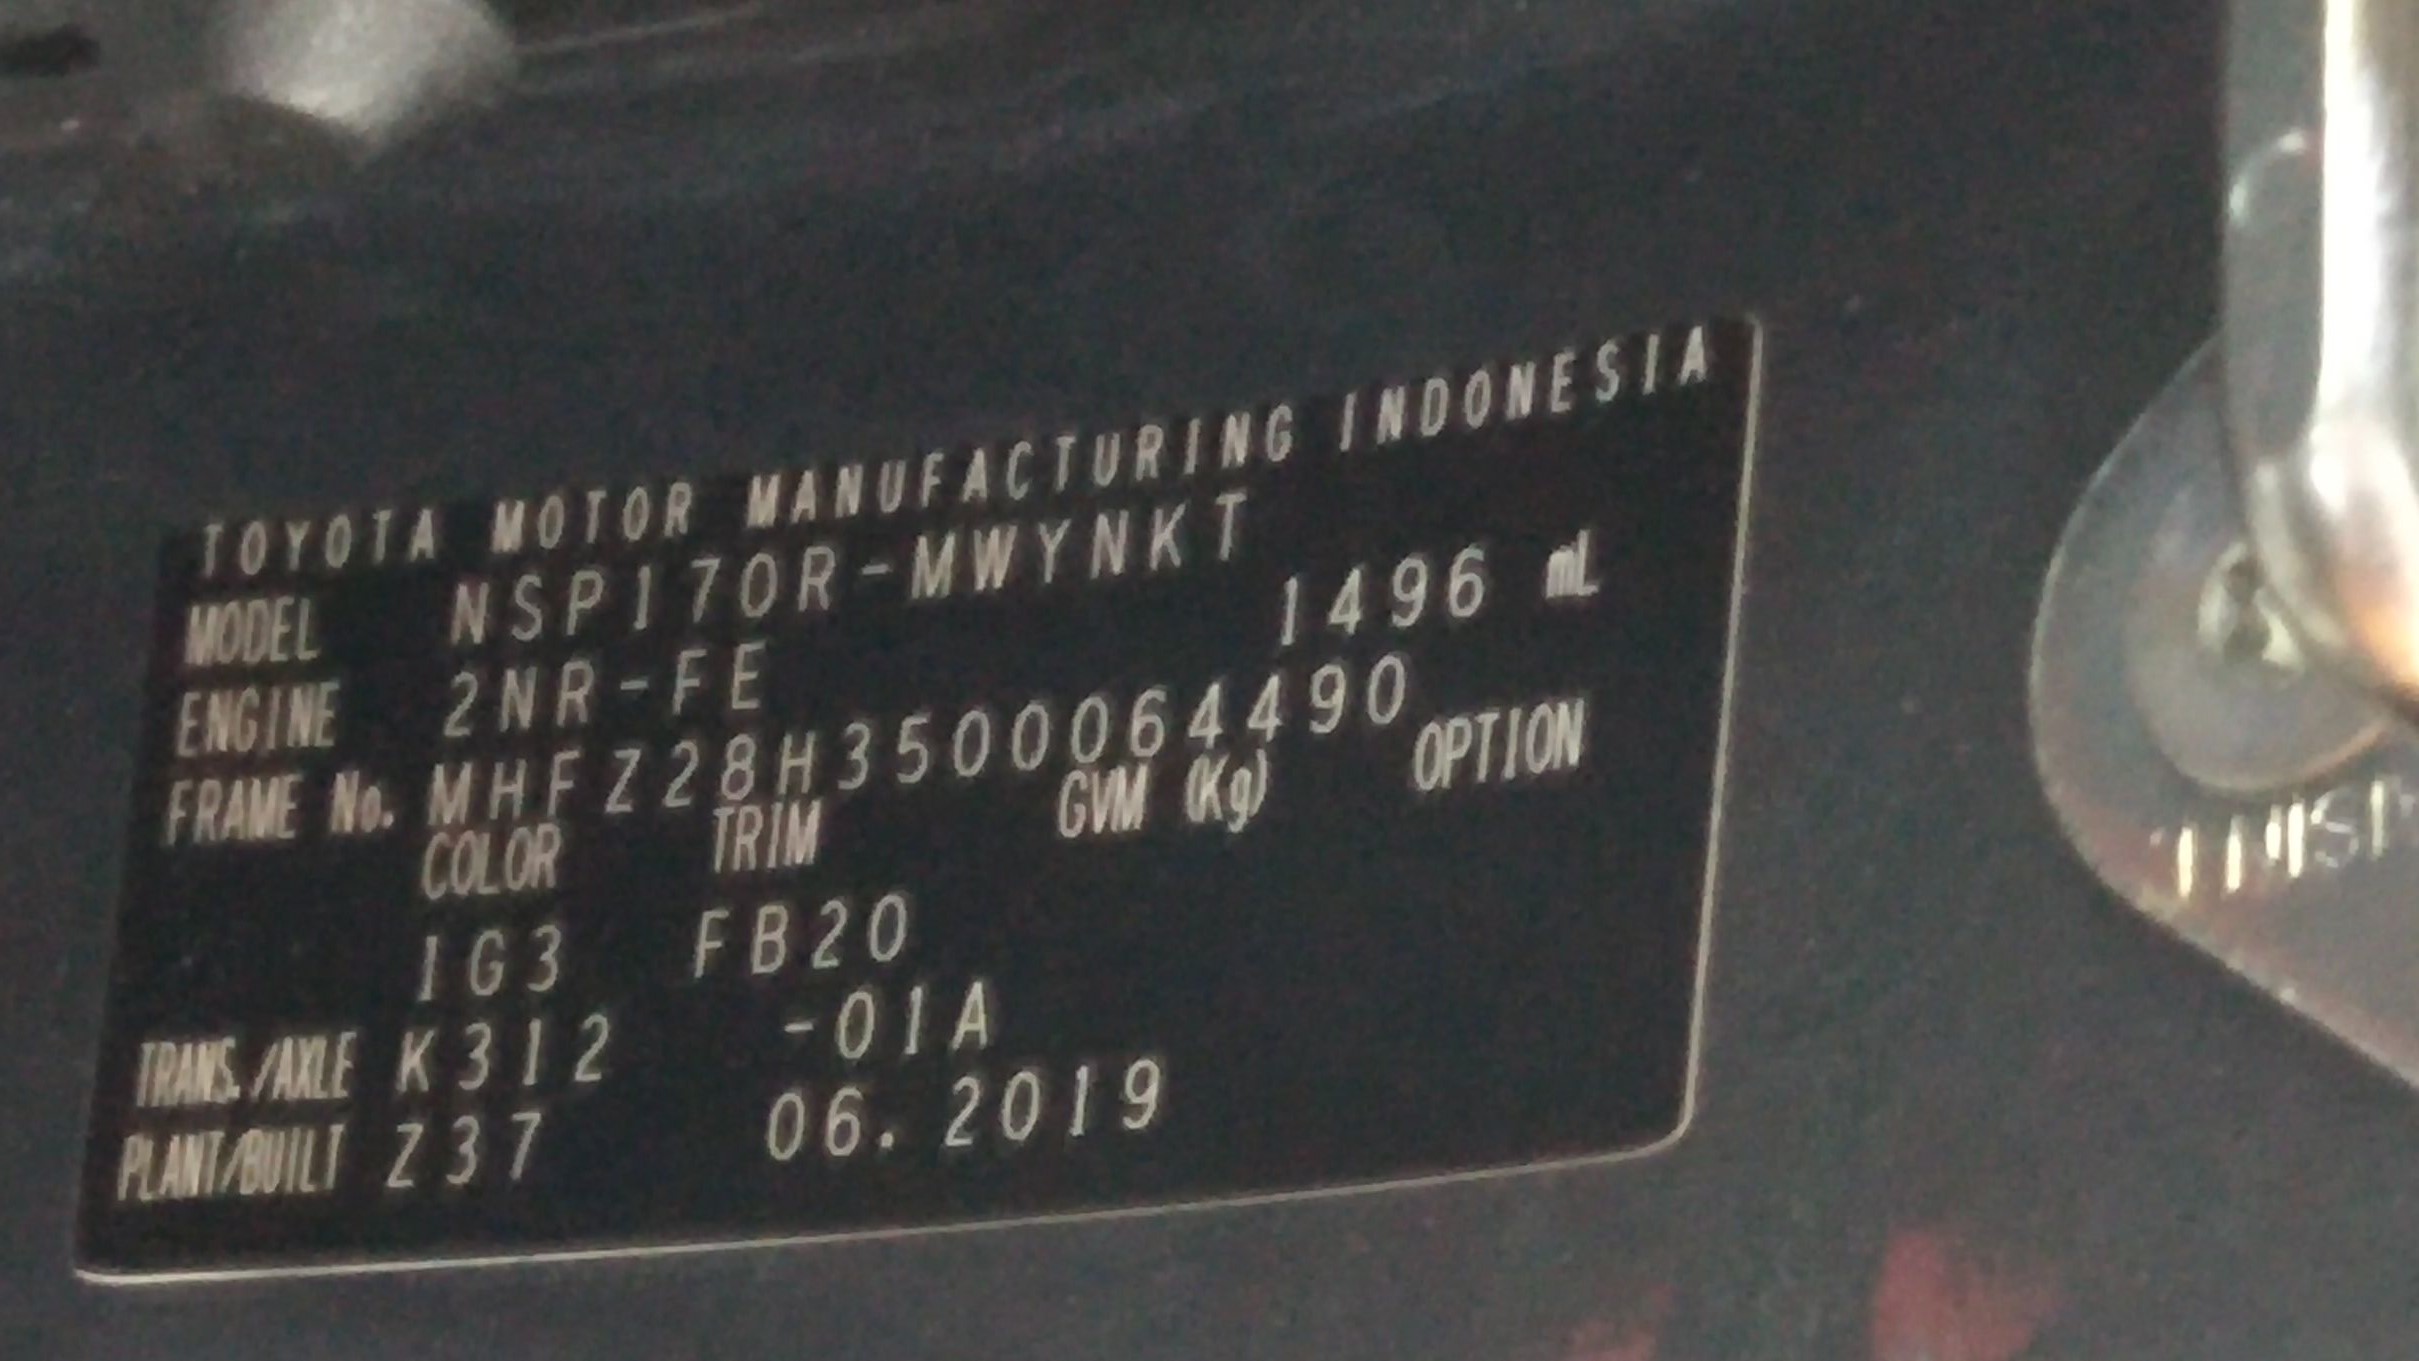 TOYOTA MOTOR MANUFACTURING INDONESIA
MODEL NSP170R-MWYNKT
ENGINE 2NR-FE 1496 mL
FRAME No. MHFZ28H3500064490
COLOR TRIM GVM (Kg) OPTION
1G3 FB20
TRANS./AXLE K312 -01A
PLANT/BUILT Z37 06.2019